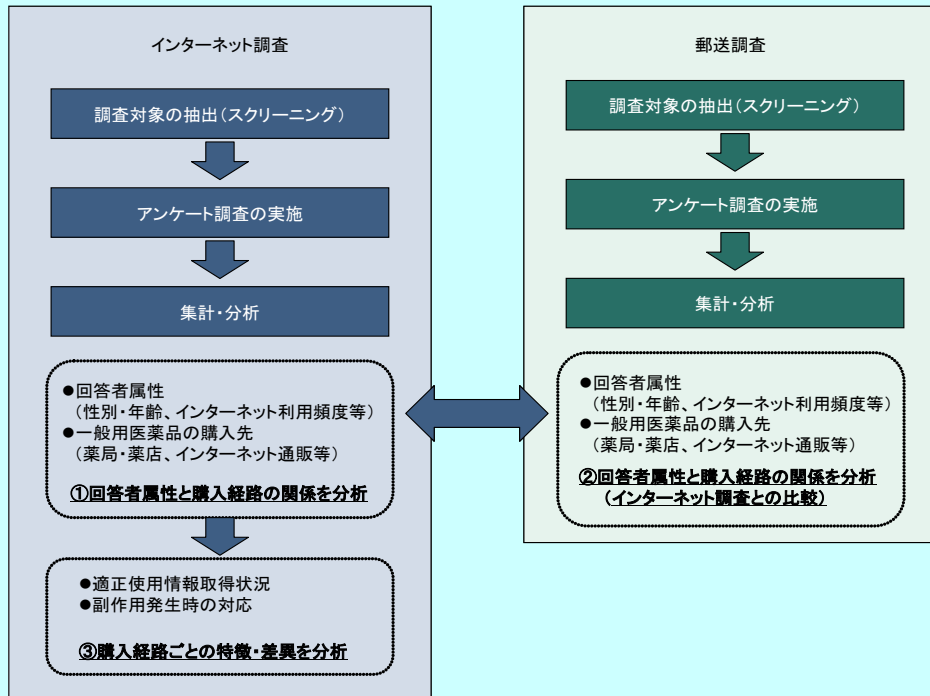 インターネット調査
調査対象の抽出(スクリーニング)
アンケート調査の実施
集計・分析
●回答者属性
(性別・年齢、インターネット利用頻度等)
●一般用医薬品の購入先
(薬局・薬店、インターネット通販等)
①回答者属性と購入経路の関係を分析
●適正使用情報取得状況
●副作用発生時の対応
③購入経路ごとの特徴・差異を分析
郵送調査
調査対象の抽出(スクリーニング)
アンケート調査の実施
集計・分析
●回答者属性
(性別・年齢、インターネット利用頻度等)
●一般用医薬品の購入先
(薬局・薬店、インターネット通販等)
②回答者属性と購入経路の関係を分析
(インターネット調査との比較)